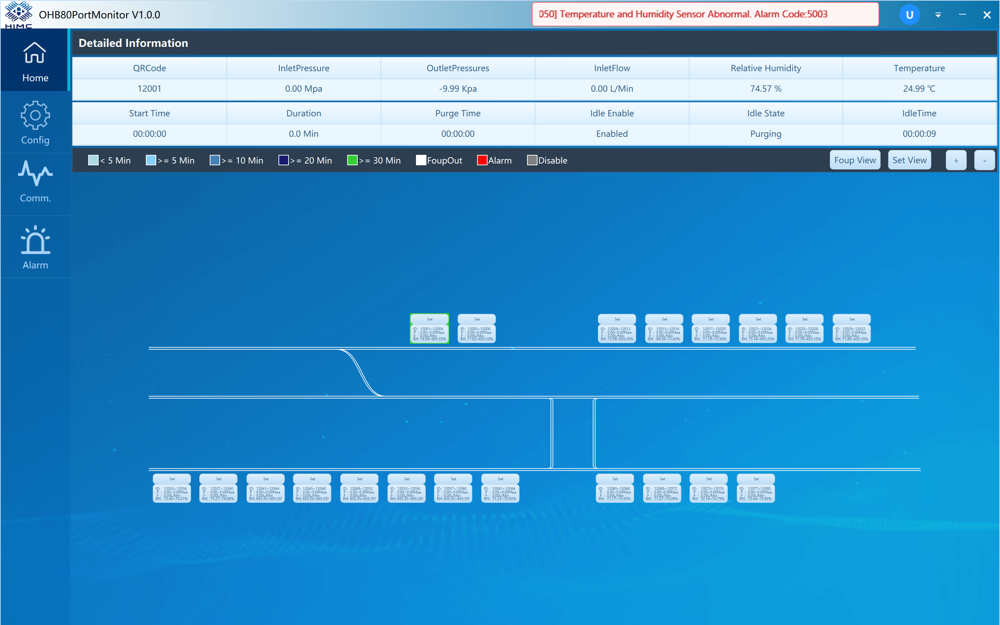 HIMC
OHB80PortMonitor V1.0.0
050] Temperature and Humidity Sensor Abnormal. Alarm Code:5003
U
Home
Config
Comm.
Alarm
Detailed Information
QRCode InletPressure OutletPressures InletFlow Relative Humidity Temperature
12001 0.00 Mpa -9.99 Kpa 0.00 L/Min 74.57 % 24.99 ℃
Start Time Duration Purge Time Idle Enable Idle State IdleTime
00:00:00 0.0 Min 00:00:00 Enabled Purging 00:00:09
< 5 Min >= 5 Min >= 10 Min >= 20 Min >= 30 Min FoupOut Alarm Disable Foup View Set View + -
Set
ID: 12001~12004
P : 0.00~0.00Mpa
F : 0.00L/Min
RH: 74.58~655.35%
Set
ID: 12005~12008
P : 0.00~0.00Mpa
F : 0.00L/Min
RH: 71.82~655.35%
Set
ID: 12009~12012
P : 0.00~0.00Mpa
F : 0.00L/Min
RH: 73.58~655.35%
Set
ID: 12013~12016
P : 0.00~0.00Mpa
F : 0.00L/Min
RH: 69.36~71.43%
Set
ID: 12017~12020
P : 0.00~0.00Mpa
F : 0.00L/Min
RH: 71.19~75.50%
Set
ID: 12021~12024
P : 0.00~0.00Mpa
F : 0.00L/Min
RH: 75.16~655.35%
Set
ID: 12025~12028
P : 0.00~0.00Mpa
F : 0.00L/Min
RH: 71.79~655.35%
Set
ID: 12029~12032
P : 0.00~0.00Mpa
F : 0.00L/Min
RH: 71.89~655.35%
Set
ID: 12033~12036
P : 0.00~0.00Mpa
F : 0.00L/Min
RH: 73.40~75.27%
Set
ID: 12037~12040
P : 0.00~0.00Mpa
F : 0.00L/Min
RH: 75.27~76.88%
Set
ID: 12041~12044
P : 0.00~0.00Mpa
F : 0.00L/Min
RH: 655.35~655.35%
Set
ID: 12045~12048
P : 0.00~0.00Mpa
F : 0.00L/Min
RH: 655.35~655.35%
Set
ID: 12049~12052
P : 0.00~0.00Mpa
F : 0.00L/Min
RH: 655.35~655.35%
Set
ID: 12053~12056
P : 0.00~0.00Mpa
F : 0.00L/Min
RH: 655.35~655.35%
Set
ID: 12057~12060
P : 0.00~0.00Mpa
F : 0.00L/Min
RH: 655.35~655.35%
Set
ID: 12061~12064
P : 0.00~0.00Mpa
F : 0.00L/Min
RH: 71.23~75.93%
Set
ID: 12065~12068
P : 0.00~0.00Mpa
F : 0.00L/Min
RH: 71.17~75.55%
Set
ID: 12069~12072
P : 0.00~0.00Mpa
F : 0.00L/Min
RH: 71.27~75.09%
Set
ID: 12073~12076
P : 0.00~0.00Mpa
F : 0.00L/Min
RH: 72.16~74.79%
Set
ID: 12077~12080
P : 0.00~0.00Mpa
F : 0.00L/Min
RH: 72.44~75.90%